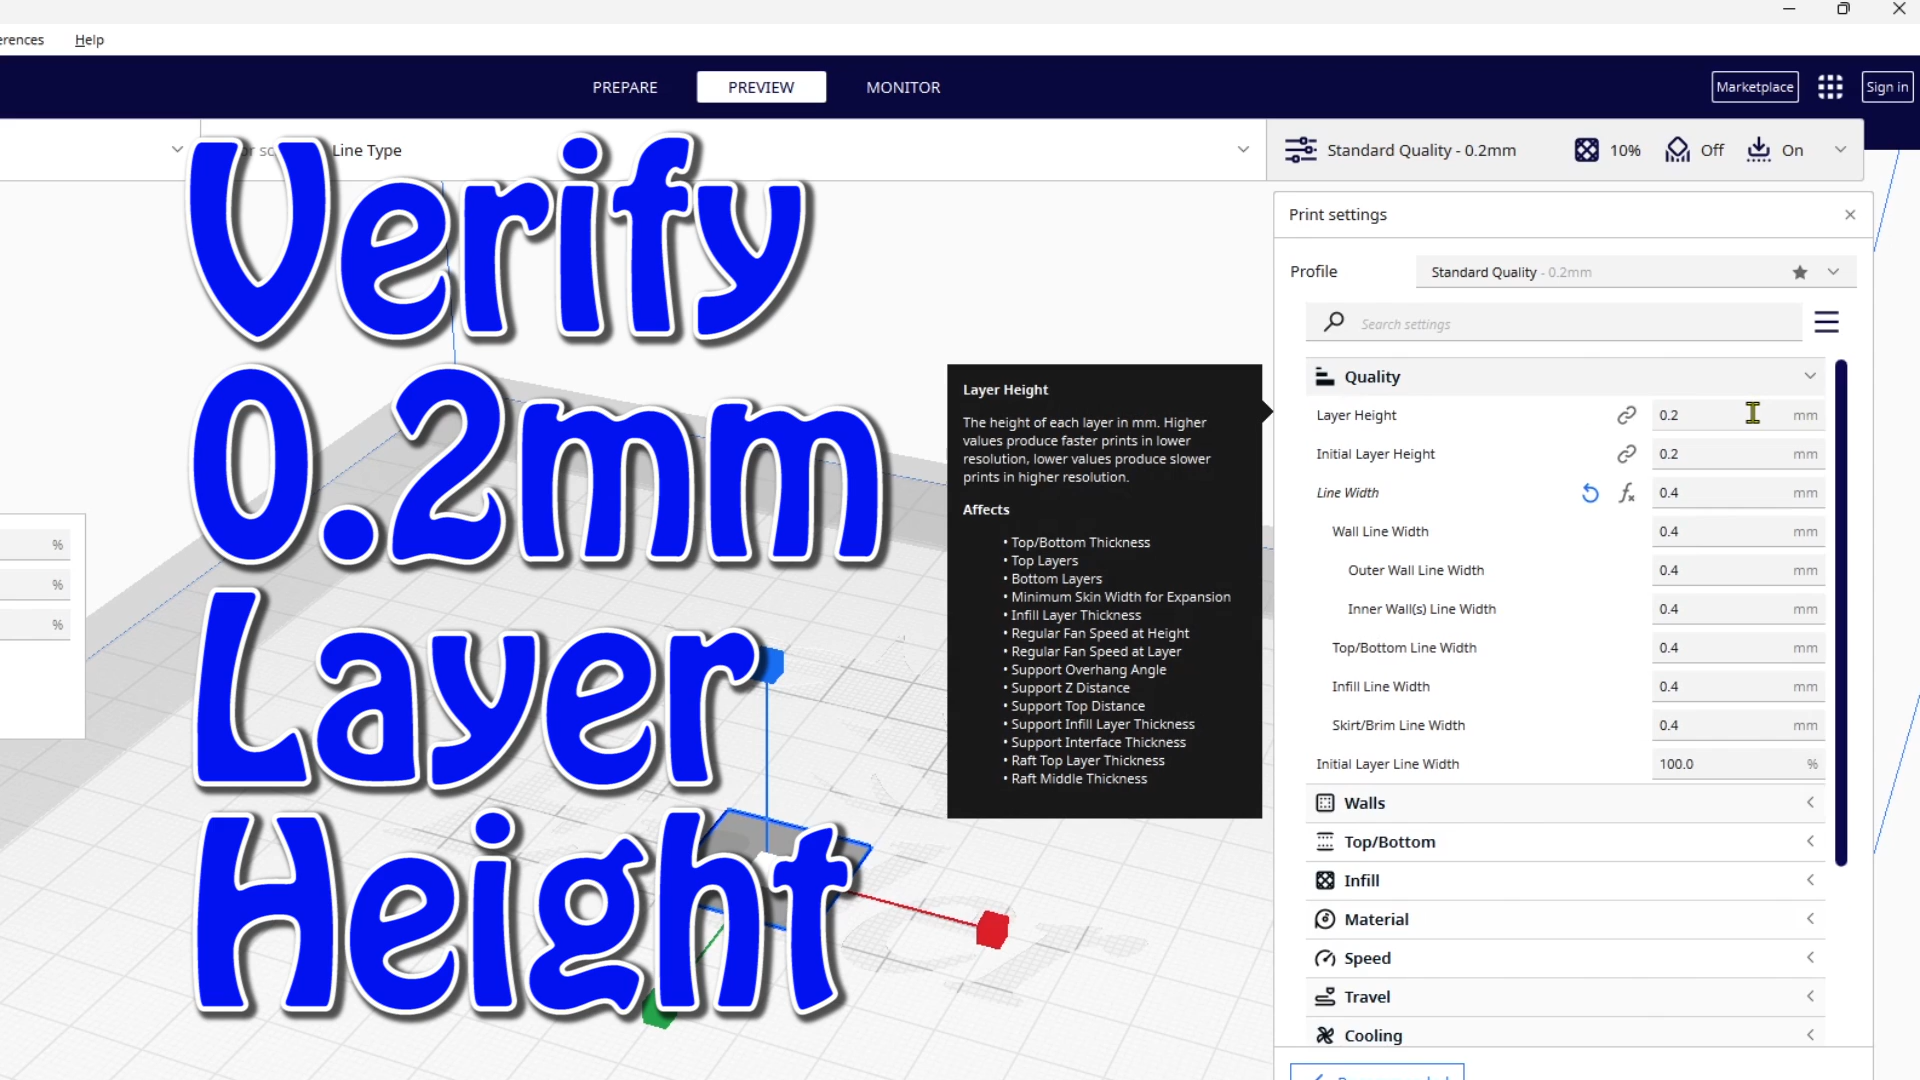 Help
PREPARE
PREVIEW
MONITOR
Marketplace
Sign in
Line Type
Standard Quality - 0.2mm
10%
Off
On
Verify
0.2mm
Layer
Height
%
%
%
Layer Height
The height of each layer in mm. Higher
values produce faster prints in lower
resolution, lower values produce slower
prints in higher resolution.
Affects
• Top/Bottom Thickness
• Top Layers
• Bottom Layers
• Minimum Skin Width for Expansion
• Infill Layer Thickness
• Regular Fan Speed at Height
• Regular Fan Speed at Layer
• Support Overhang Angle
• Support Z Distance
• Support Top Distance
• Support Infill Layer Thickness
• Support Interface Thickness
• Raft Top Layer Thickness
• Raft Middle Thickness
Print settings
Profile
Standard Quality - 0.2mm
Search settings
Quality
Layer Height 0.2 mm
Initial Layer Height 0.2 mm
Line Width fx 0.4 mm
Wall Line Width 0.4 mm
Outer Wall Line Width 0.4 mm
Inner Wall(s) Line Width 0.4 mm
Top/Bottom Line Width 0.4 mm
Infill Line Width 0.4 mm
Skirt/Brim Line Width 0.4 mm
Initial Layer Line Width 100.0 %
Walls
Top/Bottom
Infill
Material
Speed
Travel
Cooling